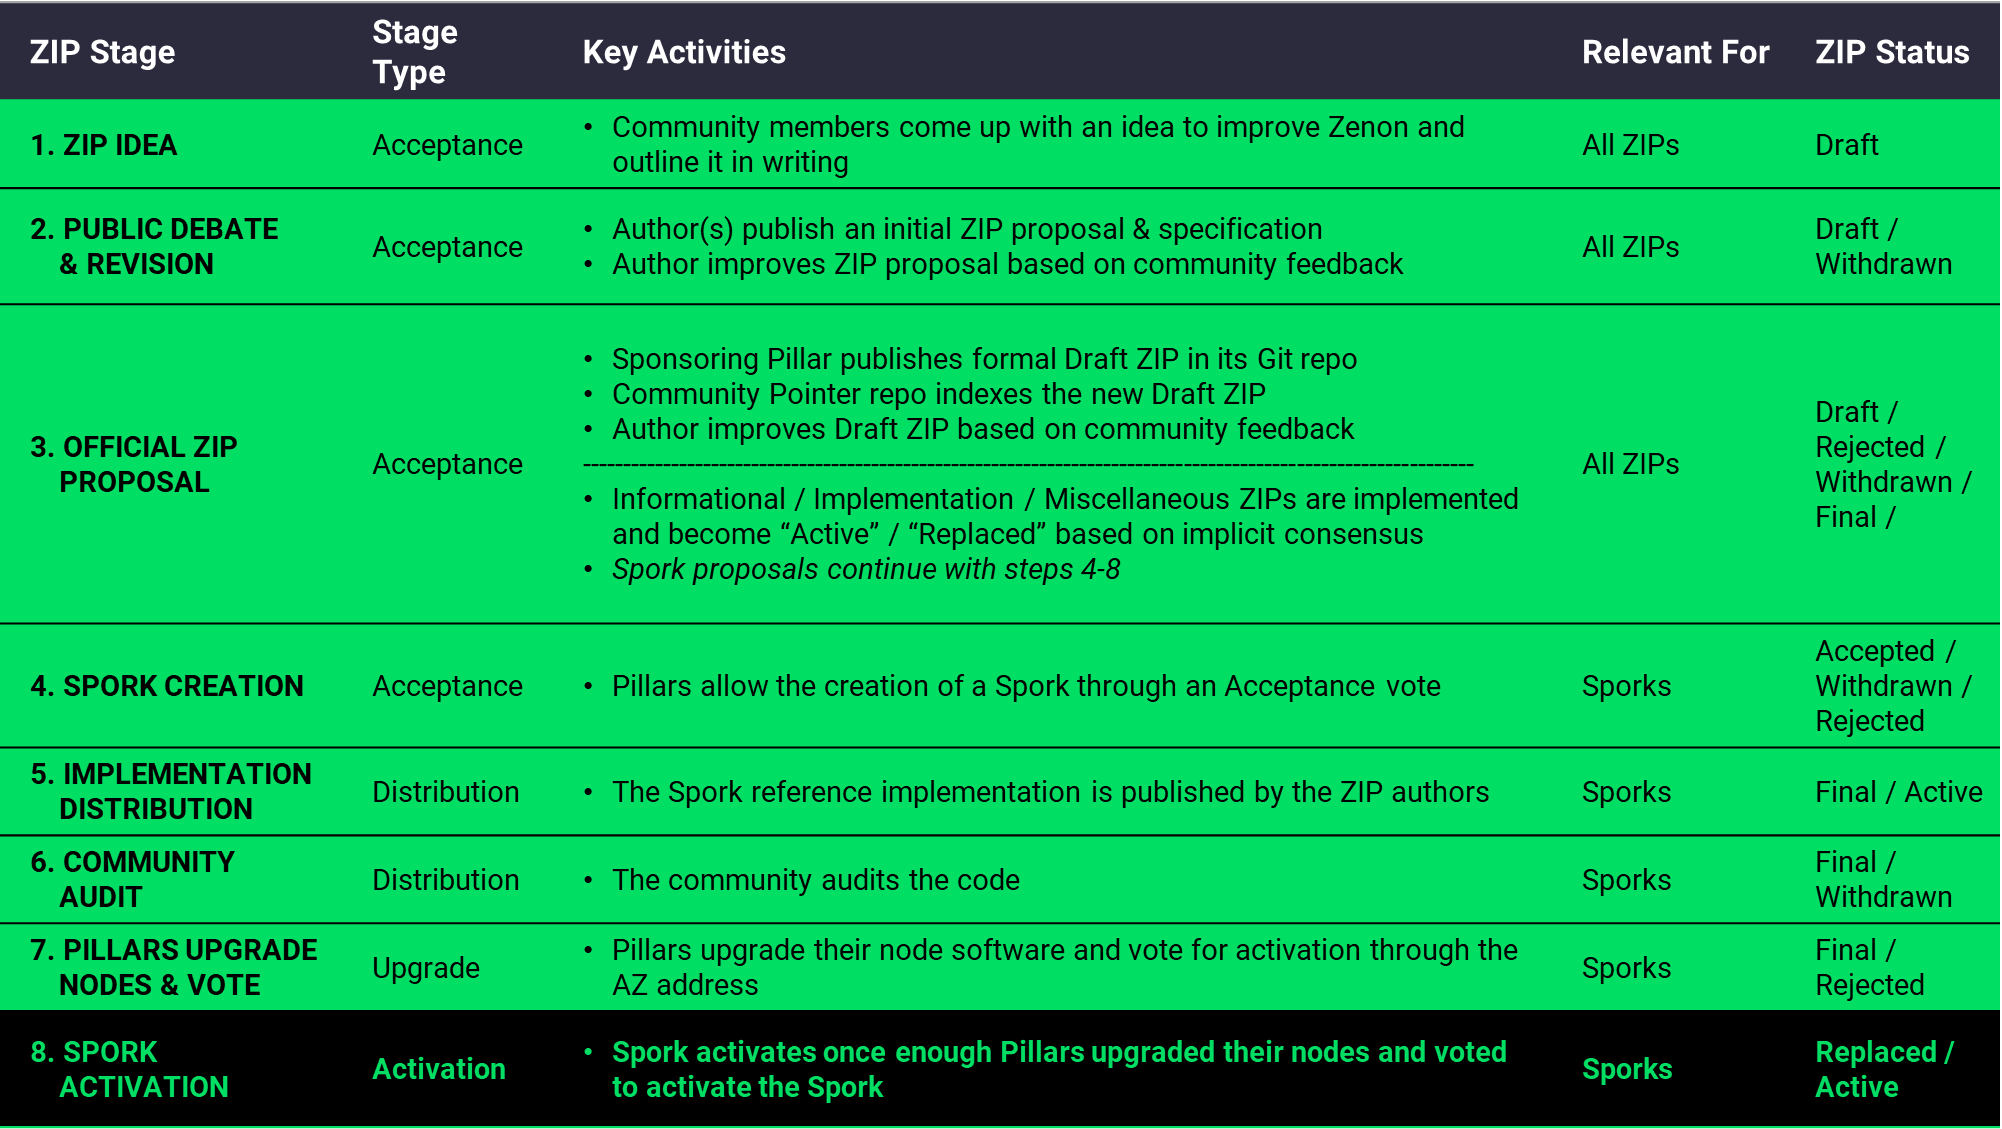 ZIP Stage
Stage
Type
Key Activities
Relevant For
ZIP Status
1. ZIP IDEA
Acceptance
• Community members come up with an idea to improve Zenon and
outline it in writing
All ZIPs
Draft
2. PUBLIC DEBATE
& REVISION
Acceptance
• Author(s) publish an initial ZIP proposal & specification
• Author improves ZIP proposal based on community feedback
All ZIPs
Draft /
Withdrawn
3. OFFICIAL ZIP
PROPOSAL
Acceptance
• Sponsoring Pillar publishes formal Draft ZIP in its Git repo
• Community Pointer repo indexes the new Draft ZIP
• Author improves Draft ZIP based on community feedback
---------------------------------------------------------------------------------------------------------------
• Informational / Implementation / Miscellaneous ZIPs are implemented
and become “Active” / “Replaced” based on implicit consensus
• Spork proposals continue with steps 4-8
All ZIPs
Draft /
Rejected /
Withdrawn /
Final /
4. SPORK CREATION
Acceptance
• Pillars allow the creation of a Spork through an Acceptance vote
Sporks
Accepted /
Withdrawn /
Rejected
5. IMPLEMENTATION
DISTRIBUTION
Distribution
• The Spork reference implementation is published by the ZIP authors
Sporks
Final / Active
6. COMMUNITY
AUDIT
Distribution
• The community audits the code
Sporks
Final /
Withdrawn
7. PILLARS UPGRADE
NODES & VOTE
Upgrade
• Pillars upgrade their node software and vote for activation through the
AZ address
Sporks
Final /
Rejected
8. SPORK
ACTIVATION
Activation
• Spork activates once enough Pillars upgraded their nodes and voted
to activate the Spork
Sporks
Replaced /
Active